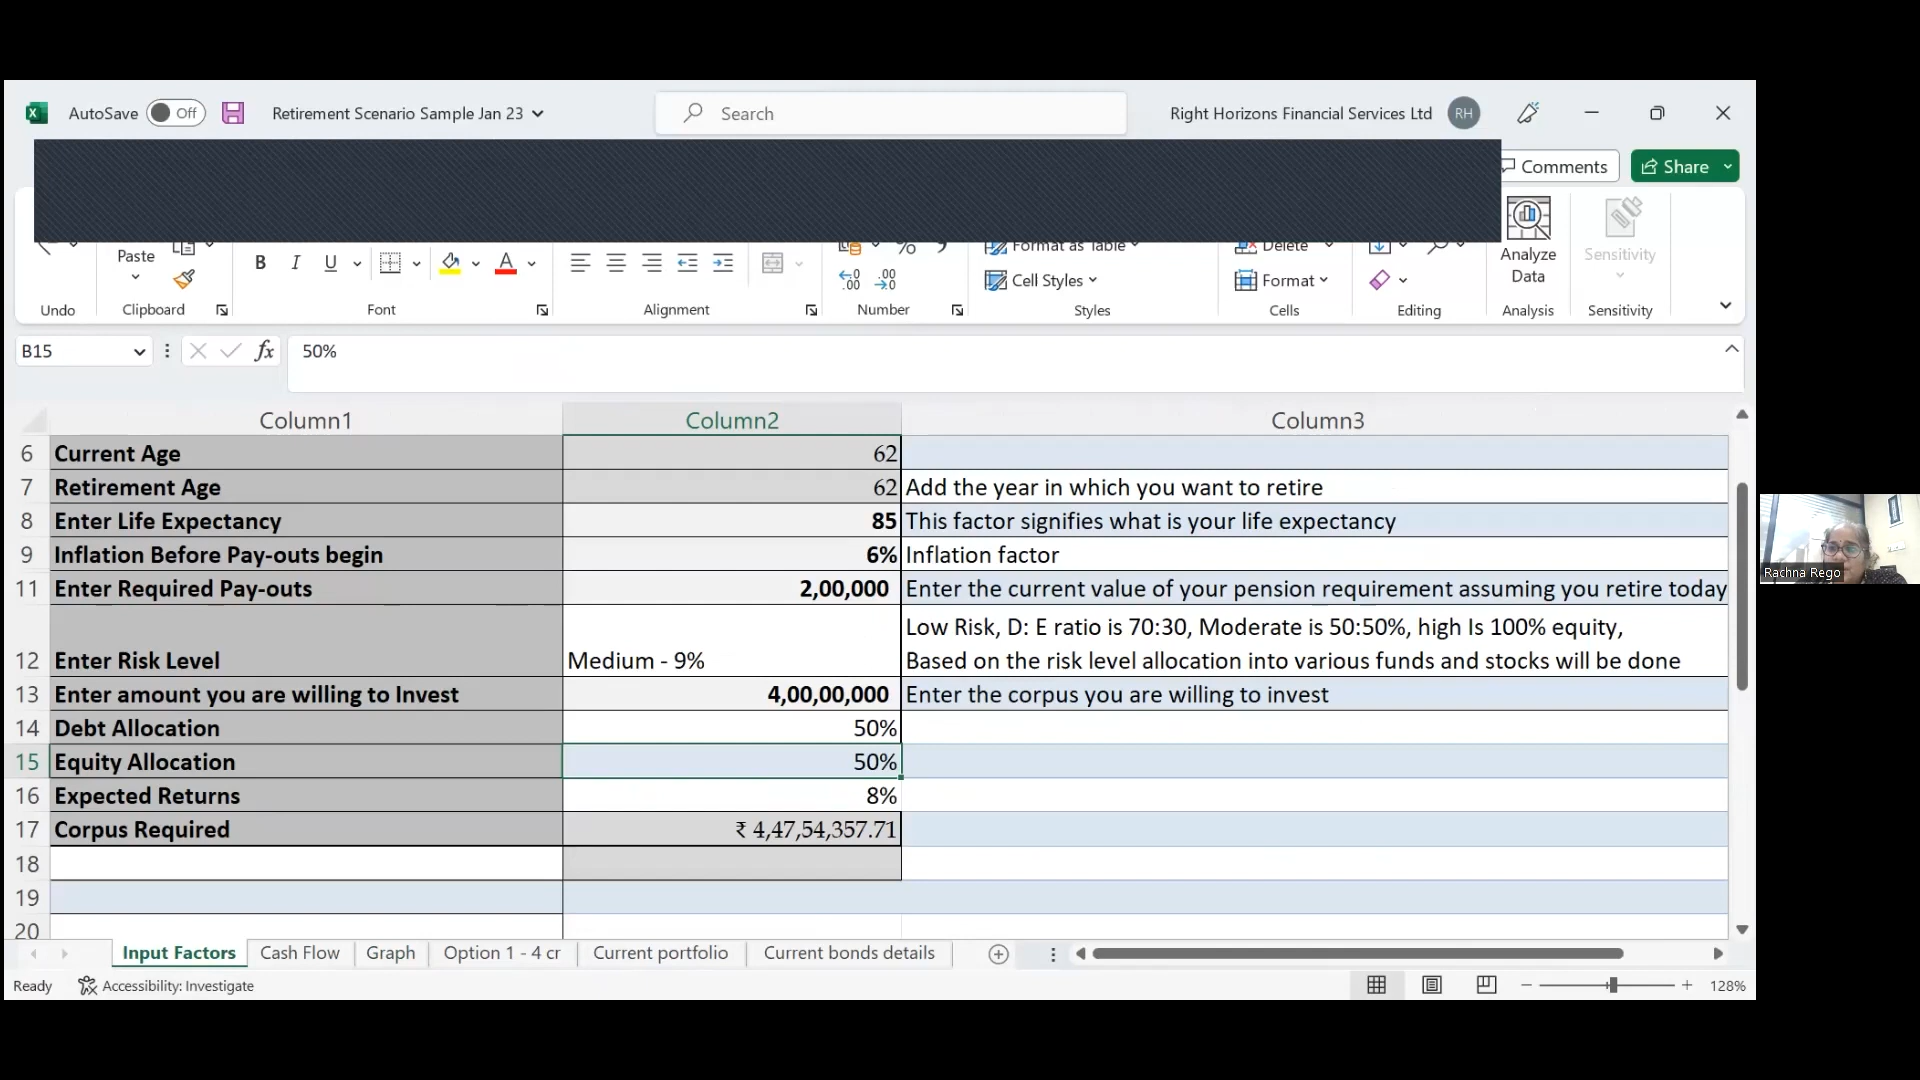 AutoSave Off Retirement Scenario Sample Jan 23 Search Right Horizons Financial Services Ltd RH
Comments Share
Paste B I U A % Format as Table Delete Analyze Data Sensitivity
Cell Styles Format
Undo Clipboard Font Alignment Number Styles Cells Editing Analysis Sensitivity
B15 fx 50%
Column1 Column2 Column3
6 Current Age 62
7 Retirement Age 62 Add the year in which you want to retire
8 Enter Life Expectancy 85 This factor signifies what is your life expectancy
9 Inflation Before Pay-outs begin 6% Inflation factor
11 Enter Required Pay-outs 2,00,000 Enter the current value of your pension requirement assuming you retire today
Low Risk, D: E ratio is 70:30, Moderate is 50:50%, high Is 100% equity,
12 Enter Risk Level Medium - 9% Based on the risk level allocation into various funds and stocks will be done
13 Enter amount you are willing to Invest 4,00,00,000 Enter the corpus you are willing to invest
14 Debt Allocation 50%
15 Equity Allocation 50%
16 Expected Returns 8%
17 Corpus Required ₹ 4,47,54,357.71
18
19
20
Input Factors Cash Flow Graph Option 1 - 4 cr Current portfolio Current bonds details
Ready Accessibility: Investigate 128%
Rachna Rego